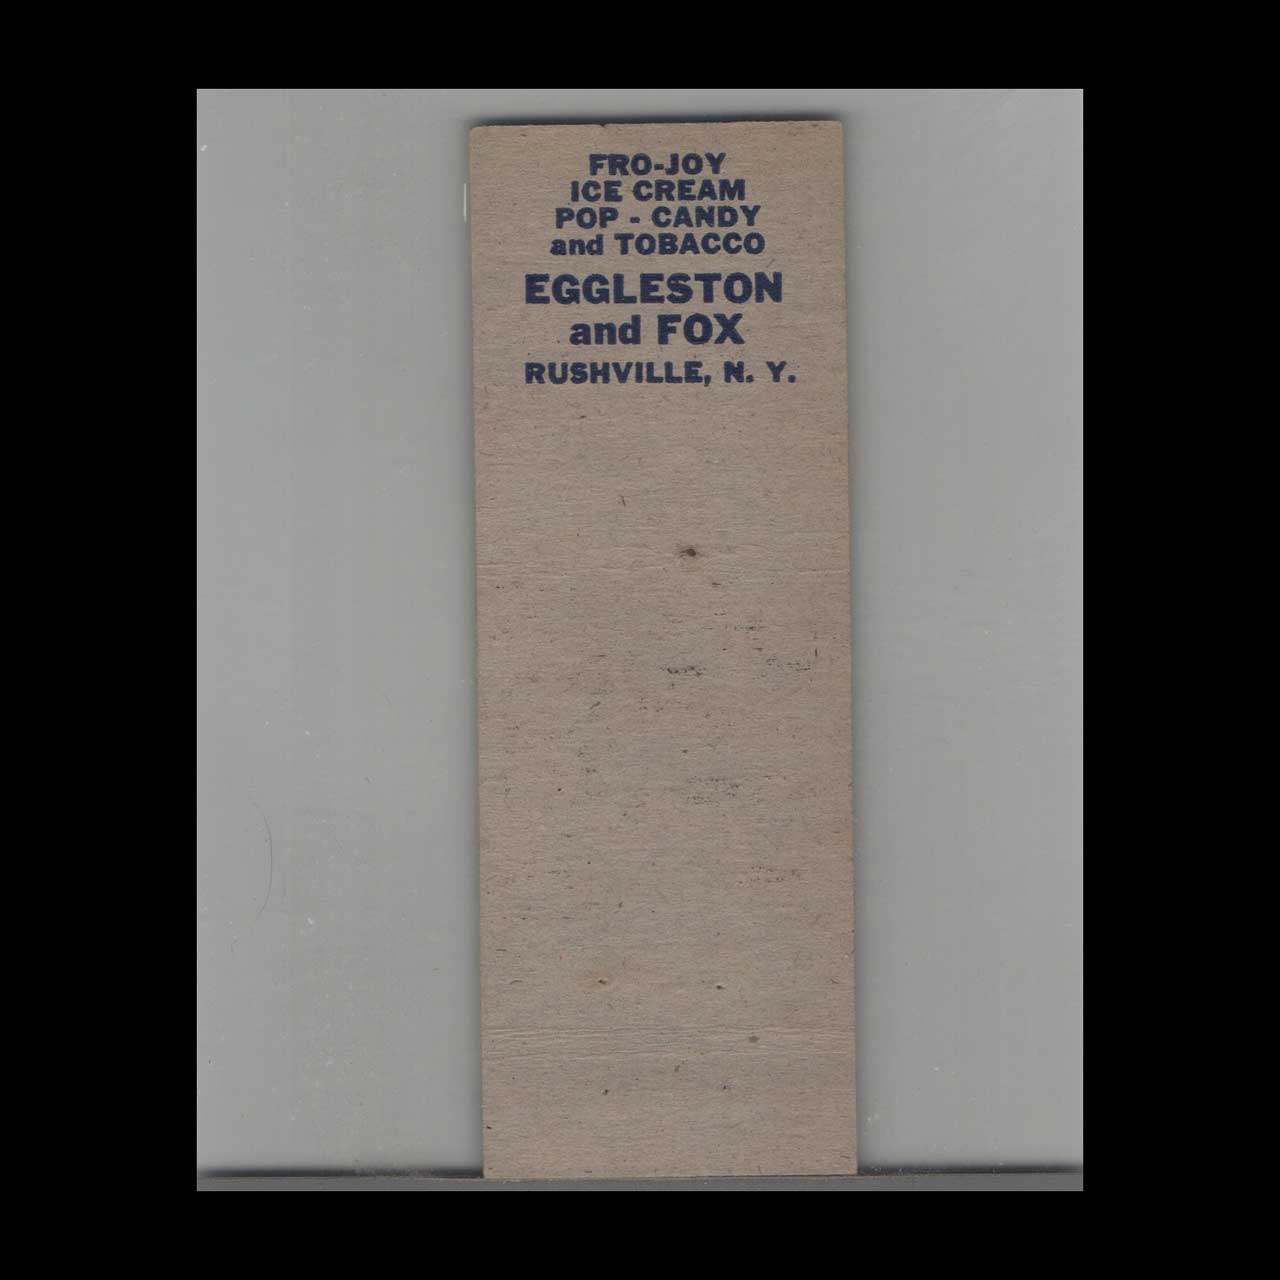 FRO-JOY
ICE CREAM
POP - CANDY
and TOBACCO
EGGLESTON
and FOX
RUSHVILLE, N. Y.